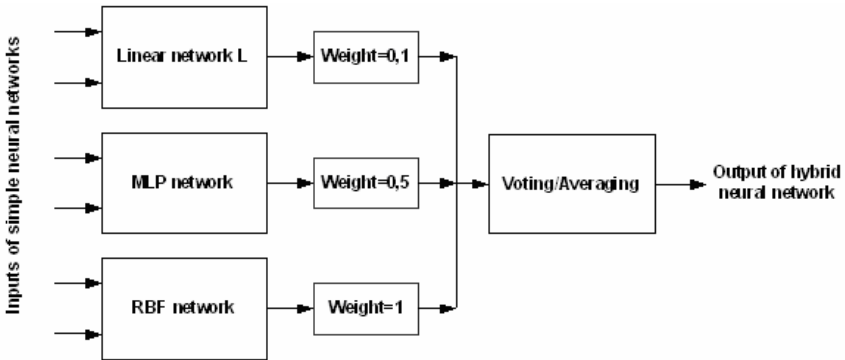 Inputs of simple neural networks
Linear network L
Weight=0,1
MLP network
Weight=0,5
RBF network
Weight=1
Voting/Averaging
Output of hybrid
neural network